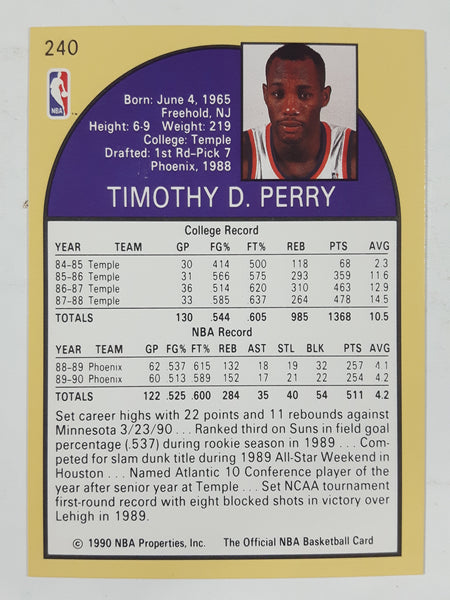 240
NBA
Born: June 4, 1965
Freehold, NJ
Height: 6-9 Weight: 219
College: Temple
Drafted: 1st Rd-Pick 7
Phoenix, 1988
TIMOTHY D. PERRY
College Record
YEAR TEAM GP FG% FT% REB PTS AVG
84-85 Temple 30 .414 .500 118 68 2.3
85-86 Temple 31 .566 .575 293 359 11.6
86-87 Temple 36 .514 .620 310 463 12.9
87-88 Temple 33 .585 .637 264 478 14.5
TOTALS 130 .544 .605 985 1368 10.5
NBA Record
YEAR TEAM GP FG% FT% REB AST STL BLK PTS AVG
88-89 Phoenix 62 .537 .615 132 18 19 32 257 4.1
89-90 Phoenix 60 .513 .589 152 17 21 22 254 4.2
TOTALS 122 .525 .600 284 35 40 54 511 4.2
Set career highs with 22 points and 11 rebounds against
Minnesota 3/23/90 . . . Ranked third on Suns in field goal
percentage (.537) during rookie season in 1989 . . . Com-
peted for slam dunk title during 1989 All-Star Weekend in
Houston . . . Named Atlantic 10 Conference player of the
year after senior year at Temple . . . Set NCAA tournament
first-round record with eight blocked shots in victory over
Lehigh in 1989.
© 1990 NBA Properties, Inc. The Official NBA Basketball Card